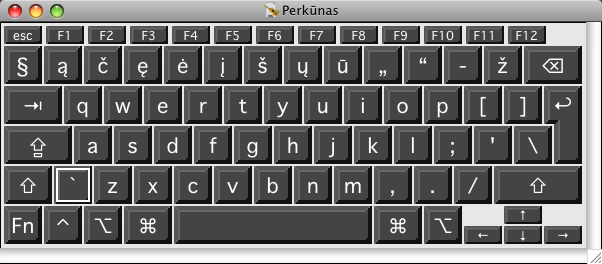 Perkūnas
esc F1 F2 F3 F4 F5 F6 F7 F8 F9 F10 F11 F12
§ ą č ę ė į š ų ū „ “ - ž ⌫
⇥ q w e r t y u i o p [ ] ↩
⇪ a s d f g h j k l ; ' \
⇧ ` z x c v b n m , . / ⇧
Fn ^ ⌥ ⌘ ⌘ ⌥ ← ↑ ↓ →